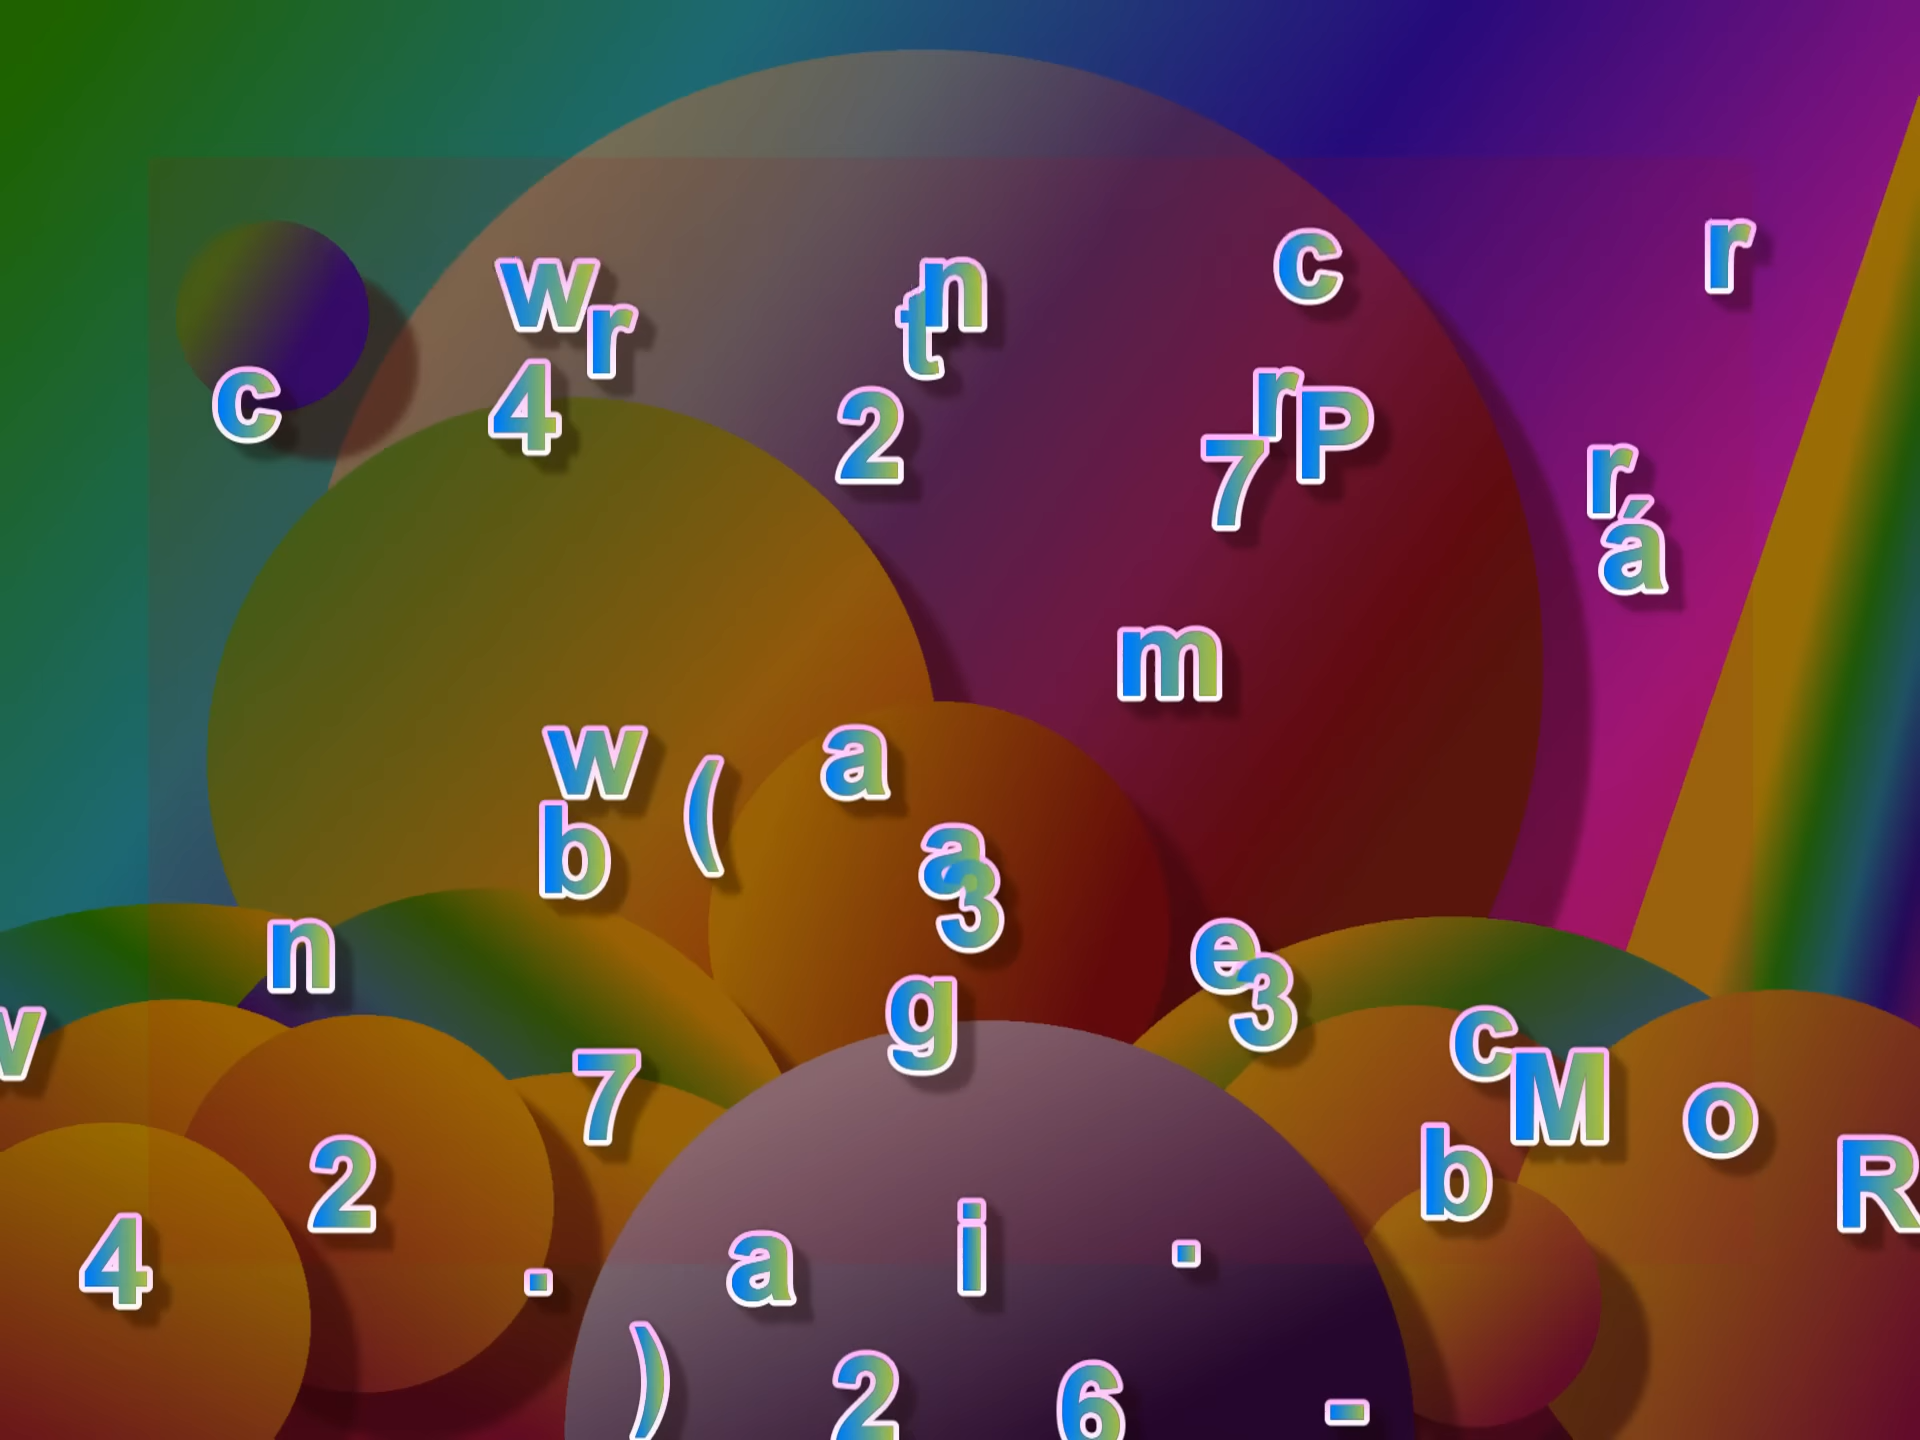 r
c
w r t n
c 4 2 r P
7 r á
m
w ( a
b a 3
n e 3
w g c
7 M o
2 b R
4 . a i .
) 2 6 -